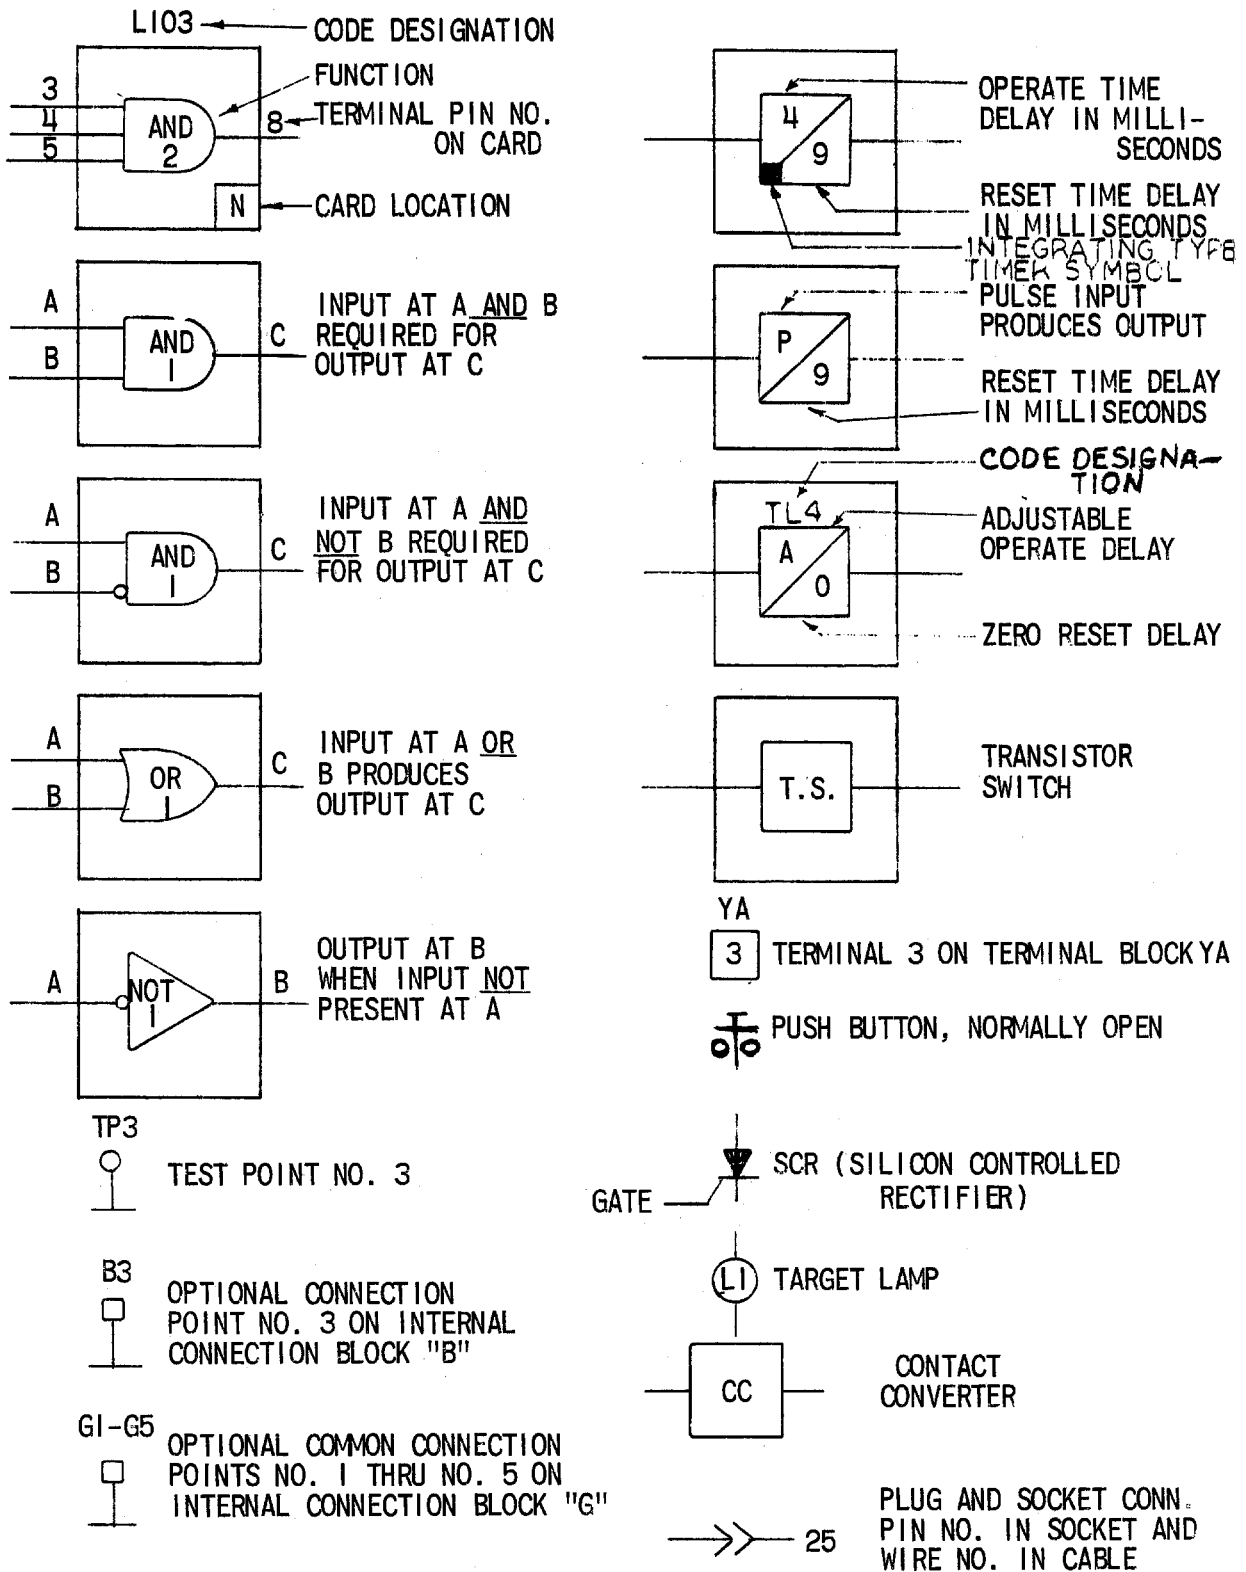 L103
CODE DESIGNATION
FUNCTION
3
4
5
AND
2
8
TERMINAL PIN NO.
ON CARD
N
CARD LOCATION
A
B
AND
1
C
INPUT AT A AND B
REQUIRED FOR
OUTPUT AT C
A
B
AND
1
C
INPUT AT A AND
NOT B REQUIRED
FOR OUTPUT AT C
A
B
OR
1
C
INPUT AT A OR
B PRODUCES
OUTPUT AT C
A
NOT
1
B
OUTPUT AT B
WHEN INPUT NOT
PRESENT AT A
TP3
TEST POINT NO. 3
B3
OPTIONAL CONNECTION
POINT NO. 3 ON INTERNAL
CONNECTION BLOCK "B"
G1-G5
OPTIONAL COMMON CONNECTION
POINTS NO. 1 THRU NO. 5 ON
INTERNAL CONNECTION BLOCK "G"
4
9
OPERATE TIME
DELAY IN MILLI-
SECONDS
RESET TIME DELAY
IN MILLISECONDS
INTEGRATING TYPE
TIMER SYMBOL
P
9
PULSE INPUT
PRODUCES OUTPUT
RESET TIME DELAY
IN MILLISECONDS
CODE DESIGNA-
TION
TL4
A
0
ADJUSTABLE
OPERATE DELAY
ZERO RESET DELAY
T.S.
TRANSISTOR
SWITCH
YA
3
TERMINAL 3 ON TERMINAL BLOCK YA
PUSH BUTTON, NORMALLY OPEN
GATE
SCR (SILICON CONTROLLED
RECTIFIER)
L1
TARGET LAMP
CC
CONTACT
CONVERTER
25
PLUG AND SOCKET CONN.
PIN NO. IN SOCKET AND
WIRE NO. IN CABLE